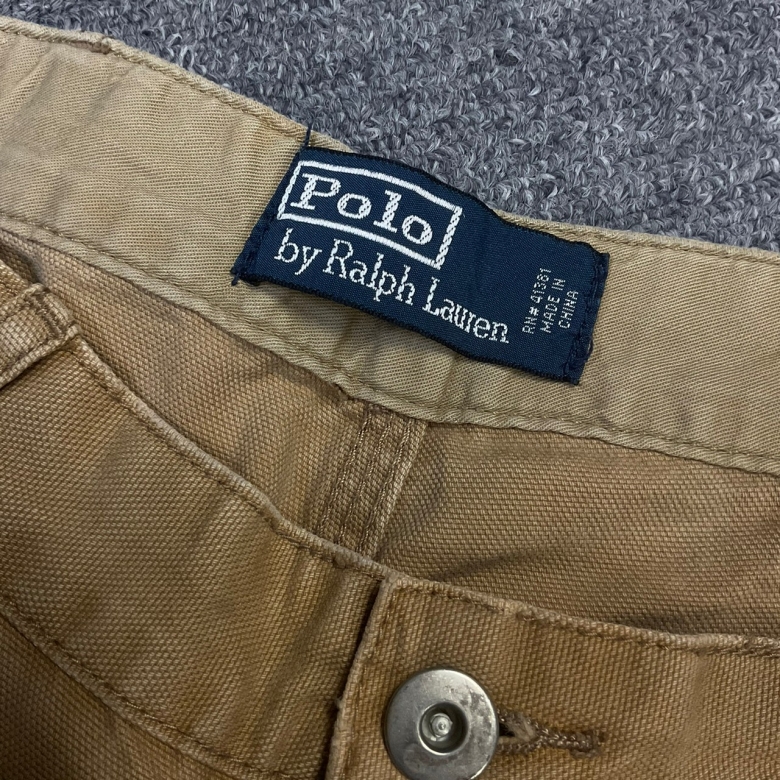 Polo
by Ralph Lauren
RN# 41381
MADE IN
CHINA